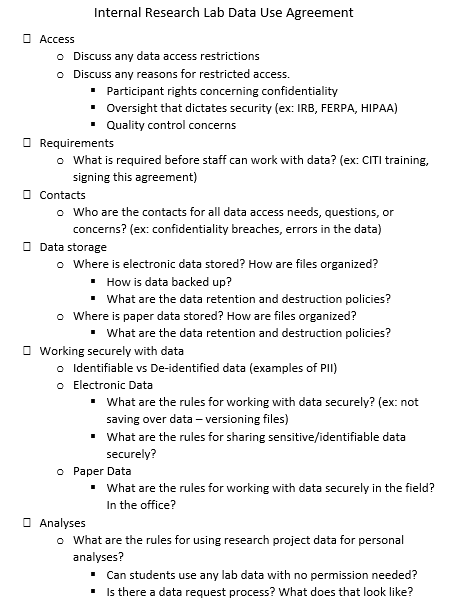 Internal Research Lab Data Use Agreement
Access
Discuss any data access restrictions
Discuss any reasons for restricted access.
Participant rights concerning confidentiality
Oversight that dictates security (ex: IRB, FERPA, HIPAA)
Quality control concerns
Requirements
What is required before staff can work with data? (ex: CITI training,
signing this agreement)
Contacts
Who are the contacts for all data access needs, questions, or
concerns? (ex: confidentiality breaches, errors in the data)
Data storage
Where is electronic data stored? How are files organized?
How is data backed up?
What are the data retention and destruction policies?
Where is paper data stored? How are files organized?
What are the data retention and destruction policies?
Working securely with data
Identifiable vs De-identified data (examples of PII)
Electronic Data
What are the rules for working with data securely? (ex: not
saving over data – versioning files)
What are the rules for sharing sensitive/identifiable data
securely?
Paper Data
What are the rules for working with data securely in the field?
In the office?
Analyses
What are the rules for using research project data for personal
analyses?
Can students use any lab data with no permission needed?
Is there a data request process? What does that look like?